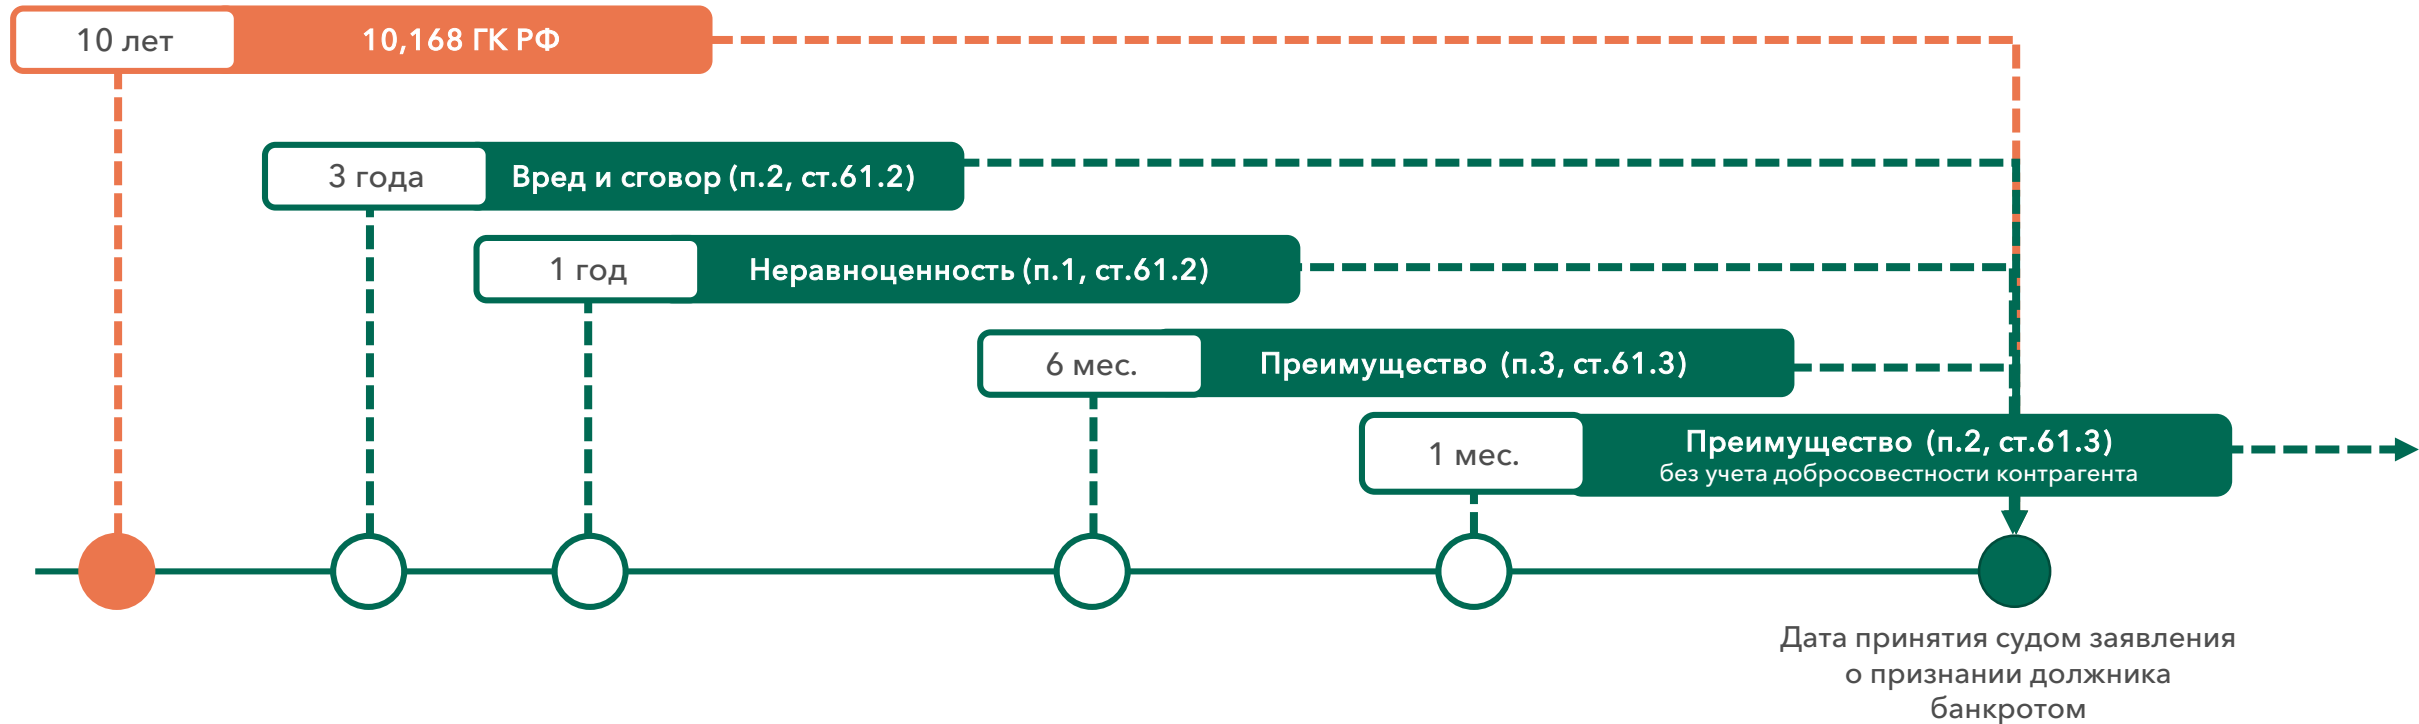 10 лет
10,168 ГК РФ
3 года
Вред и сговор (п.2, ст.61.2)
1 год
Неравноценность (п.1, ст.61.2)
6 мес.
Преимущество (п.3, ст.61.3)
1 мес.
Преимущество (п.2, ст.61.3)
без учета добросовестности контрагента
Дата принятия судом заявления
о признании должника
банкротом